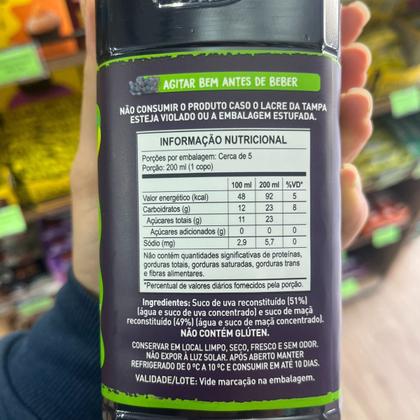 AGITAR BEM ANTES DE BEBER
NÃO CONSUMIR O PRODUTO CASO O LACRE DA TAMPA
ESTEJA VIOLADO OU A EMBALAGEM ESTUFADA.
INFORMAÇÃO NUTRICIONAL
Porções por embalagem: Cerca de 5
Porção: 200 ml (1 copo)
100 ml 200 ml %VD*
Valor energético (kcal) 48 92 5
Carboidratos (g) 12 23 8
Açúcares totais (g) 11 23
Açúcares adicionados (g) 0 0 0
Sódio (mg) 2,9 5,7 0
Não contém quantidades significativas de proteínas,
gorduras totais, gorduras saturadas, gorduras trans
e fibras alimentares.
*Percentual de valores diários fornecidos pela porção.
Ingredientes: Suco de uva reconstituído (51%)
(água e suco de uva concentrado) e suco de maçã
reconstituído (49%) (água e suco de maçã concentrado).
NÃO CONTÉM GLÚTEN.
CONSERVAR EM LOCAL LIMPO, SECO, FRESCO E SEM ODOR.
NÃO EXPOR À LUZ SOLAR. APÓS ABERTO MANTER
REFRIGERADO DE 0 ºC A 10 ºC E CONSUMIR EM ATÉ 10 DIAS.
VALIDADE/LOTE: Vide marcação na embalagem.